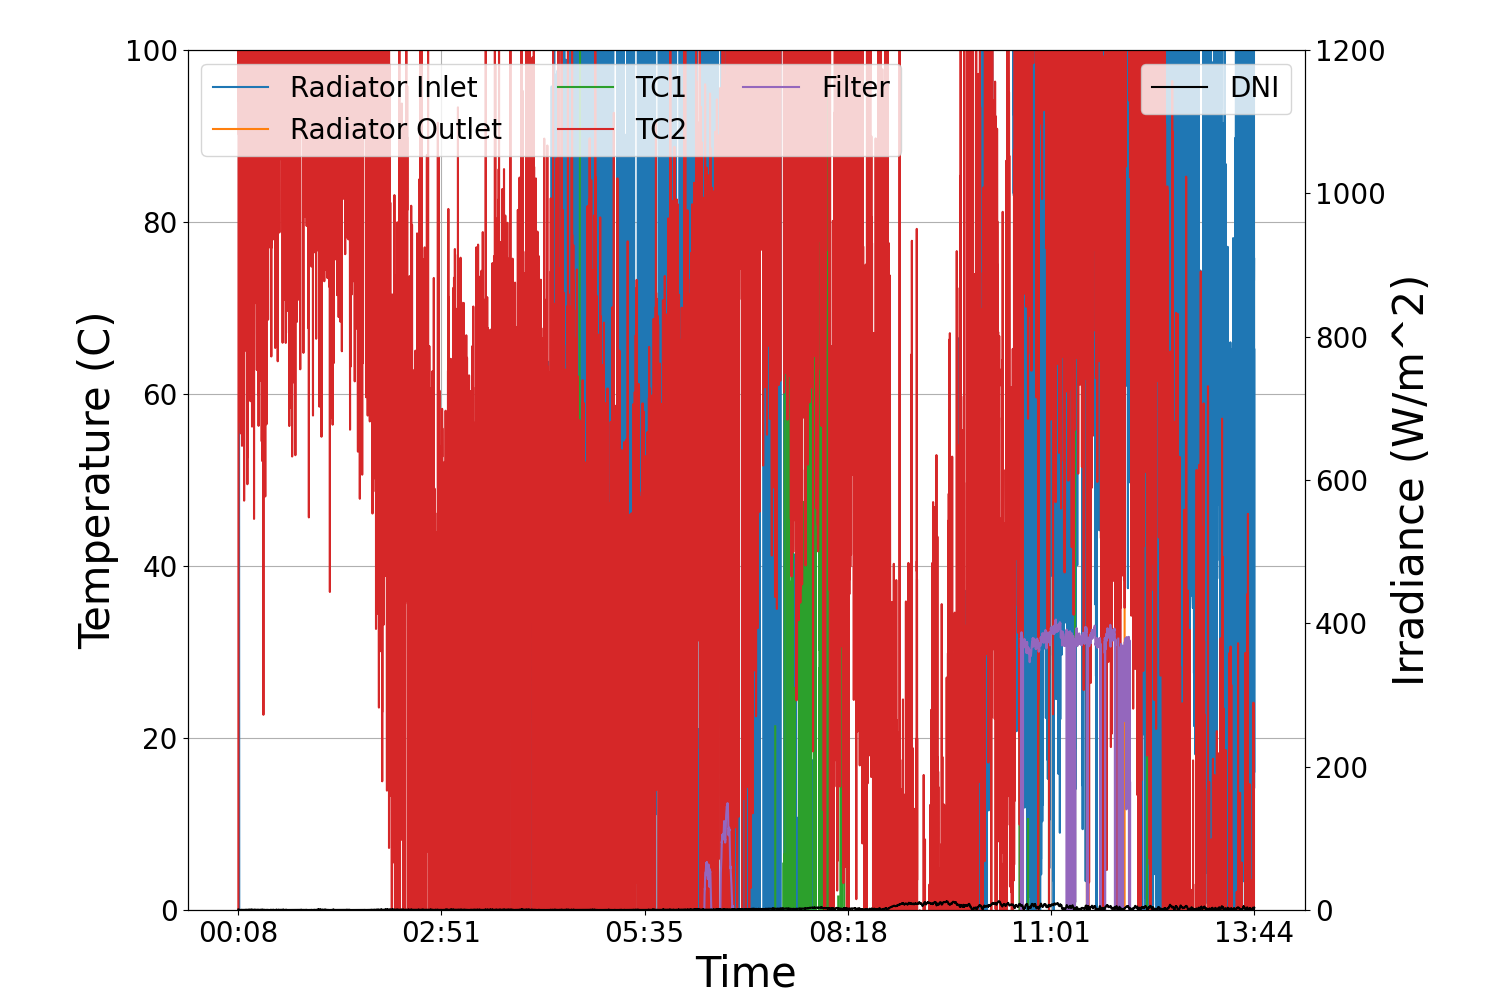 100
80
60
40
20
0
Temperature (C)
Radiator Inlet
Radiator Outlet
TC1
TC2
Filter
DNI
1200
1000
800
600
400
200
0
Irradiance (W/m^2)
00:08
02:51
05:35
08:18
11:01
13:44
Time